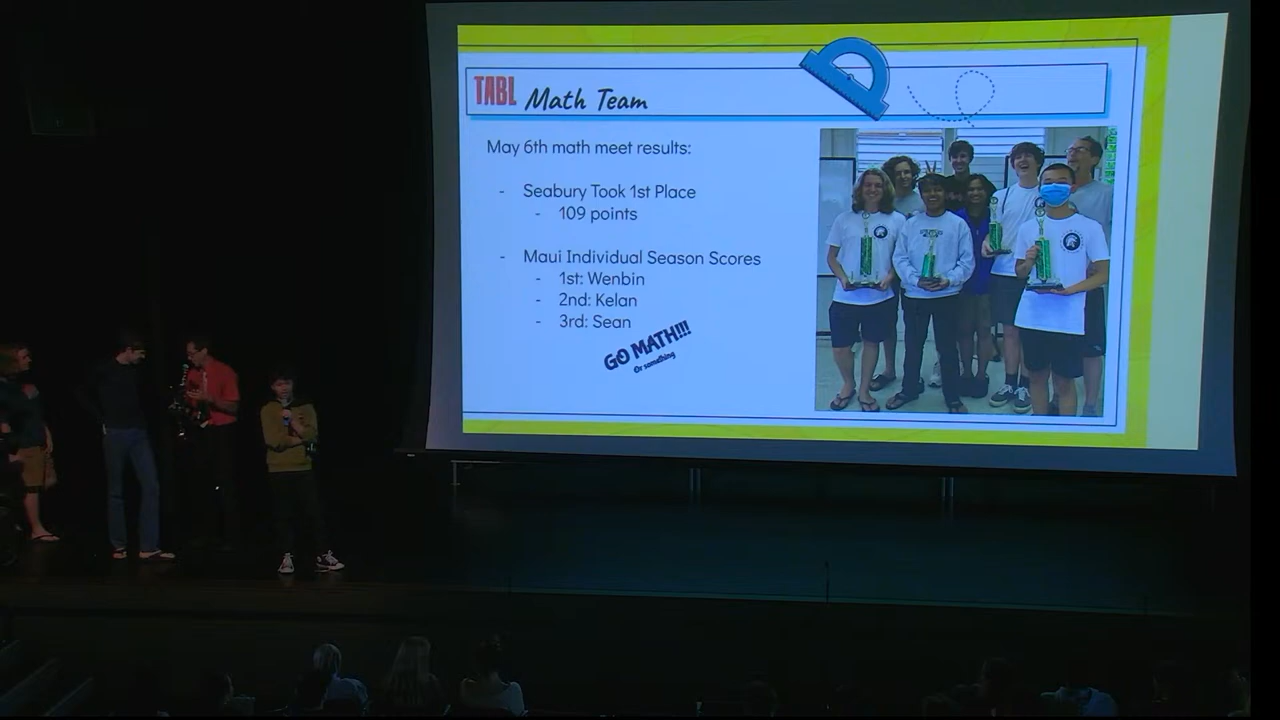 TABL Math Team
May 6th math meet results:
- Seabury Took 1st Place
- 109 points
- Maui Individual Season Scores
- 1st: Wenbin
- 2nd: Kelan
- 3rd: Sean
GO MATH!!!
Or something